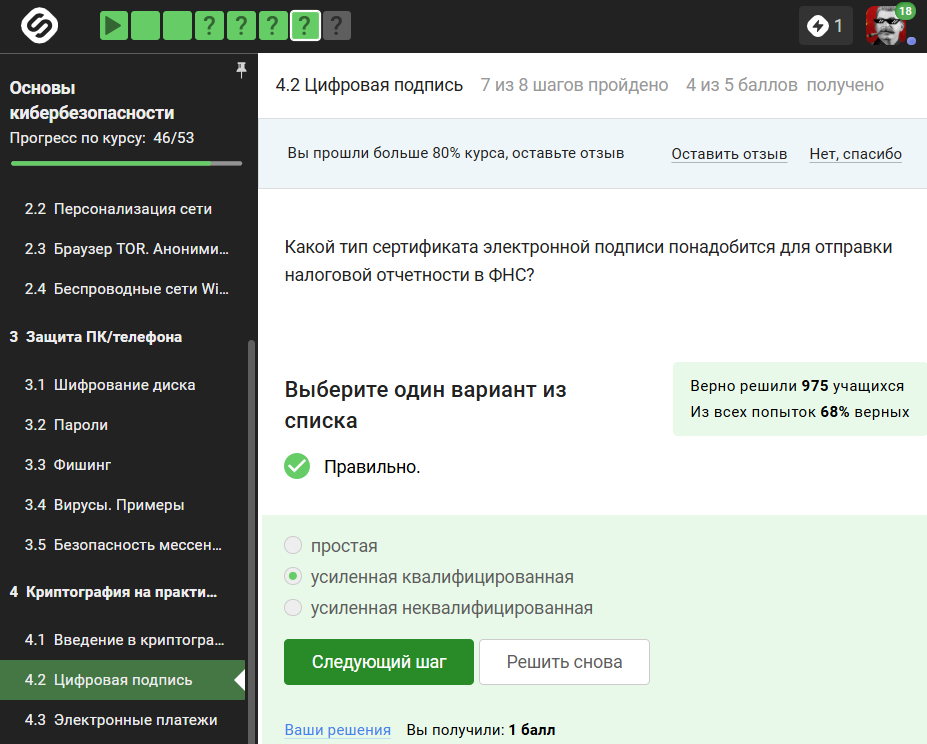 ? ? ? ? ?
1
18
Основы
кибербезопасности
Прогресс по курсу: 46/53
2.2 Персонализация сети
2.3 Браузер TOR. Аноними...
2.4 Беспроводные сети Wi...
3 Защита ПК/телефона
3.1 Шифрование диска
3.2 Пароли
3.3 Фишинг
3.4 Вирусы. Примеры
3.5 Безопасность мессен...
4 Криптография на практи...
4.1 Введение в криптогра...
4.2 Цифровая подпись
4.3 Электронные платежи
4.2 Цифровая подпись 7 из 8 шагов пройдено 4 из 5 баллов получено
Вы прошли больше 80% курса, оставьте отзыв Оставить отзыв Нет, спасибо
Какой тип сертификата электронной подписи понадобится для отправки
налоговой отчетности в ФНС?
Выберите один вариант из
списка
Верно решили 975 учащихся
Из всех попыток 68% верных
Правильно.
простая
усиленная квалифицированная
усиленная неквалифицированная
Следующий шаг Решить снова
Ваши решения Вы получили: 1 балл